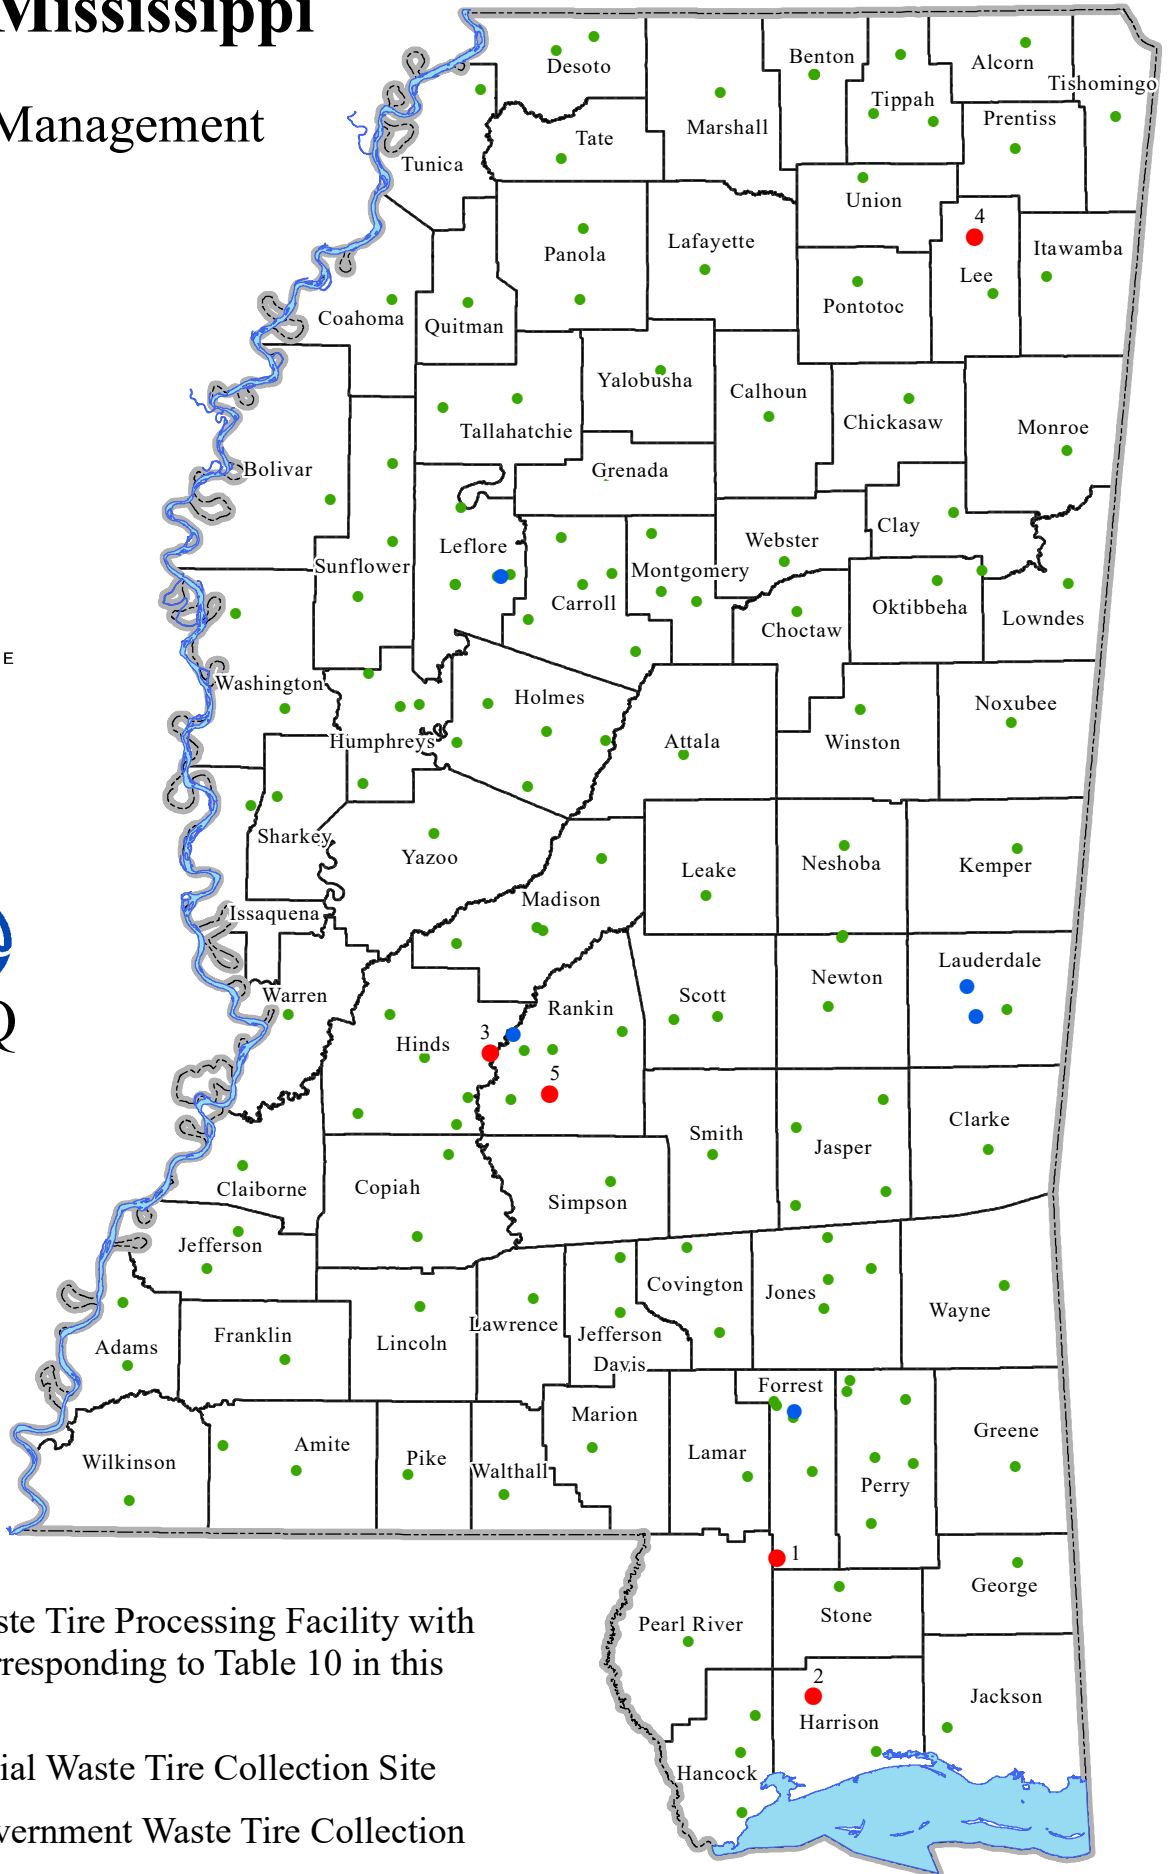 Mississippi
Management
Desoto
Benton
Alcorn
Tishomingo
Tippah
Marshall
Prentiss
Tate
Tunica
Union
4
Panola
Lafayette
Lee
Itawamba
Pontotoc
Coahoma
Quitman
Yalobusha
Calhoun
Chickasaw
Monroe
Tallahatchie
Bolivar
Grenada
Clay
Webster
Leflore
Sunflower
Montgomery
Carroll
Oktibbeha
Lowndes
Choctaw
E
Washington
Holmes
Noxubee
Humphreys
Attala
Winston
Sharkey
Yazoo
Leake
Neshoba
Kemper
Madison
Issaquena
Lauderdale
Newton
Warren
Scott
Rankin
Q
3
Hinds
5
Smith
Jasper
Clarke
Claiborne
Copiah
Simpson
Jefferson
Covington
Jones
Wayne
Lawrence
Jefferson
Davis
Franklin
Lincoln
Adams
Forrest
Marion
Greene
Wilkinson
Amite
Pike
Walthall
Lamar
Perry
1
George
Stone
Pearl River
ste Tire Processing Facility with
rresponding to Table 10 in this
2
Harrison
Jackson
Hancock
ial Waste Tire Collection Site
vernment Waste Tire Collection